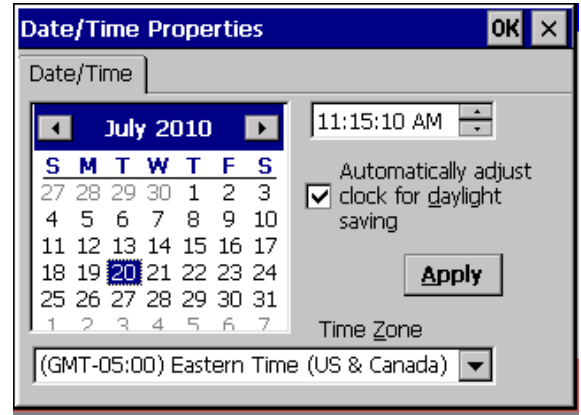 Date/Time Properties OK ×
Date/Time
July 2010
S M T W T F S
27 28 29 30 1 2 3
4 5 6 7 8 9 10
11 12 13 14 15 16 17
18 19 20 21 22 23 24
25 26 27 28 29 30 31
1 2 3 4 5 6 7
11:15:10 AM
Automatically adjust
clock for daylight
saving
Apply
Time Zone
(GMT-05:00) Eastern Time (US & Canada)